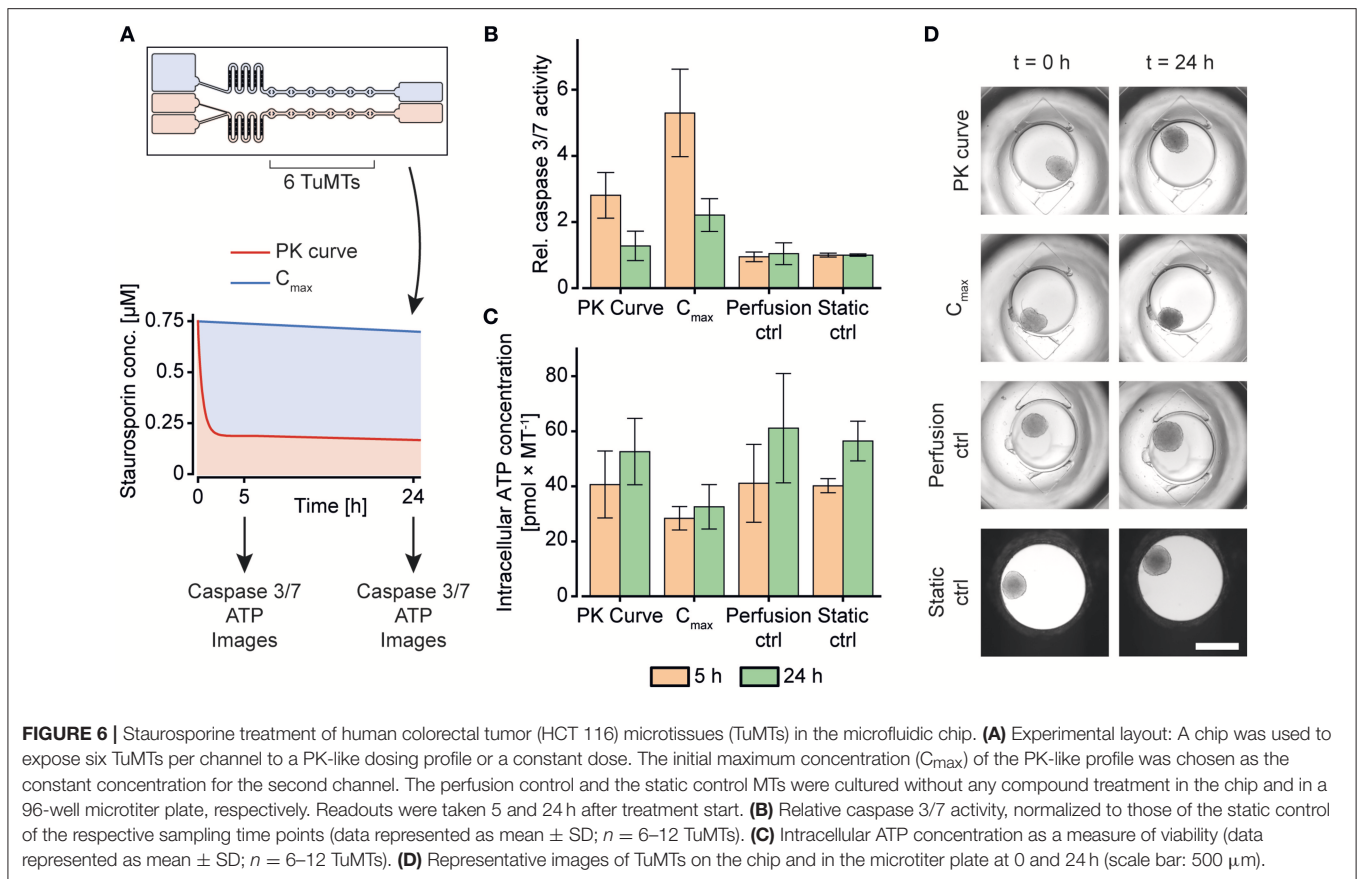 A
6 TuMTs
PK curve
Cmax
Staurosporin conc. [µM]
0.75
0.5
0.25
0
0
5
24
Time [h]
Caspase 3/7
ATP
Images
Caspase 3/7
ATP
Images
B
Rel. caspase 3/7 activity
6
4
2
0
PK Curve
Cmax
Perfusion
ctrl
Static
ctrl
C
Intracellular ATP concentration
[pmol × MT⁻¹]
80
60
40
20
0
PK Curve
Cmax
Perfusion
ctrl
Static
ctrl
5 h
24 h
D
t = 0 h
t = 24 h
PK curve
Cmax
Perfusion
ctrl
Static
ctrl
FIGURE 6 | Staurosporine treatment of human colorectal tumor (HCT 116) microtissues (TuMTs) in the microfluidic chip. (A) Experimental layout: A chip was used to
expose six TuMTs per channel to a PK-like dosing profile or a constant dose. The initial maximum concentration (Cmax) of the PK-like profile was chosen as the
constant concentration for the second channel. The perfusion control and the static control MTs were cultured without any compound treatment in the chip and in a
96-well microtiter plate, respectively. Readouts were taken 5 and 24 h after treatment start. (B) Relative caspase 3/7 activity, normalized to those of the static control
of the respective sampling time points (data represented as mean ± SD; n = 6–12 TuMTs). (C) Intracellular ATP concentration as a measure of viability (data
represented as mean ± SD; n = 6–12 TuMTs). (D) Representative images of TuMTs on the chip and in the microtiter plate at 0 and 24 h (scale bar: 500 µm).